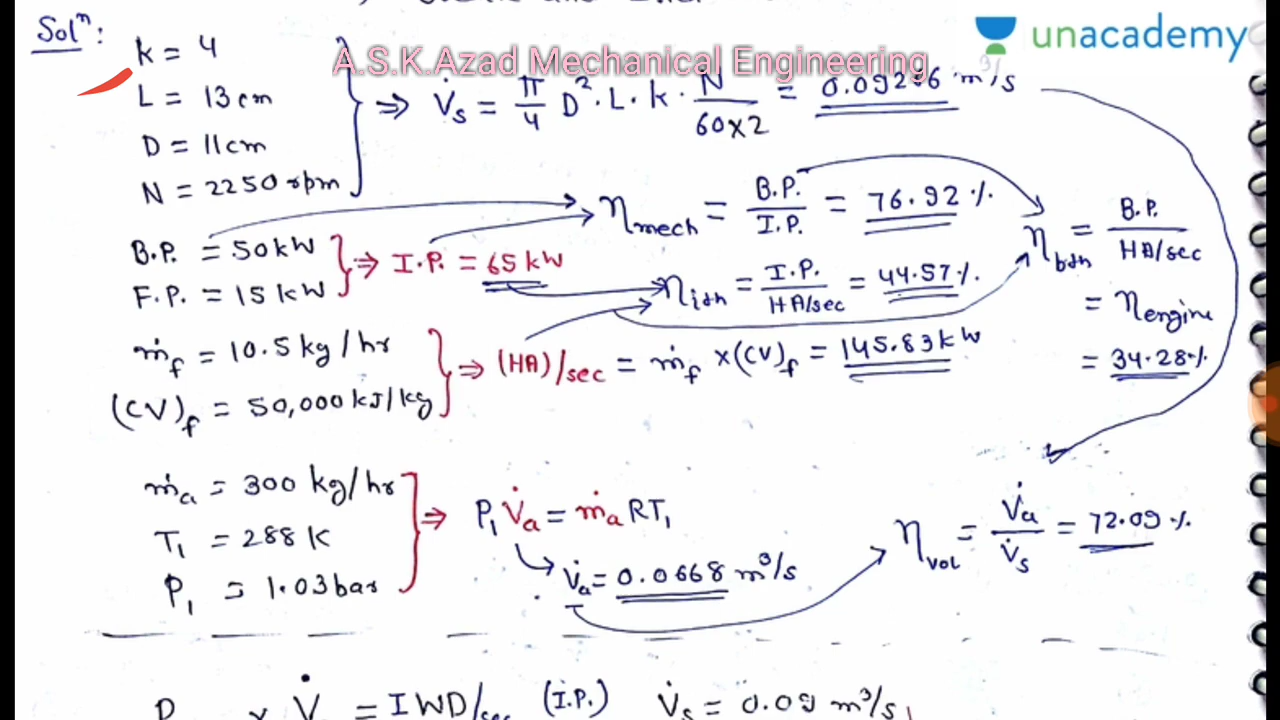 Solⁿ:
unacademy
A.S.K.Azad Mechanical Engineering
k = 4
L = 13 cm
D = 11 cm
N = 2250 rpm
⇒ V̇s = π/4 D² · L · k · N/(60×2) = 0.09266 m³/s
B.P. = 50 kW
F.P. = 15 kW
⇒ I.P. = 65 kW
ηmech = B.P./I.P. = 76.92 %
ηith = I.P./HA/sec = 44.57 %
ηbth = B.P./HA/sec
= ηengine
= 34.28 %
ṁf = 10.5 kg/hr
(CV)f = 50,000 kJ/kg
⇒ (HA)/sec = ṁf × (CV)f = 145.83 kW
ṁa = 300 kg/hr
T₁ = 288 K
P₁ = 1.03 bar
⇒ P₁ V̇a = ṁa RT₁
V̇a = 0.0668 m³/s
ηvol = V̇a/V̇s = 72.09 %
P × V̇ = IWD/sec (I.P.) V̇s = 0.09 m³/s